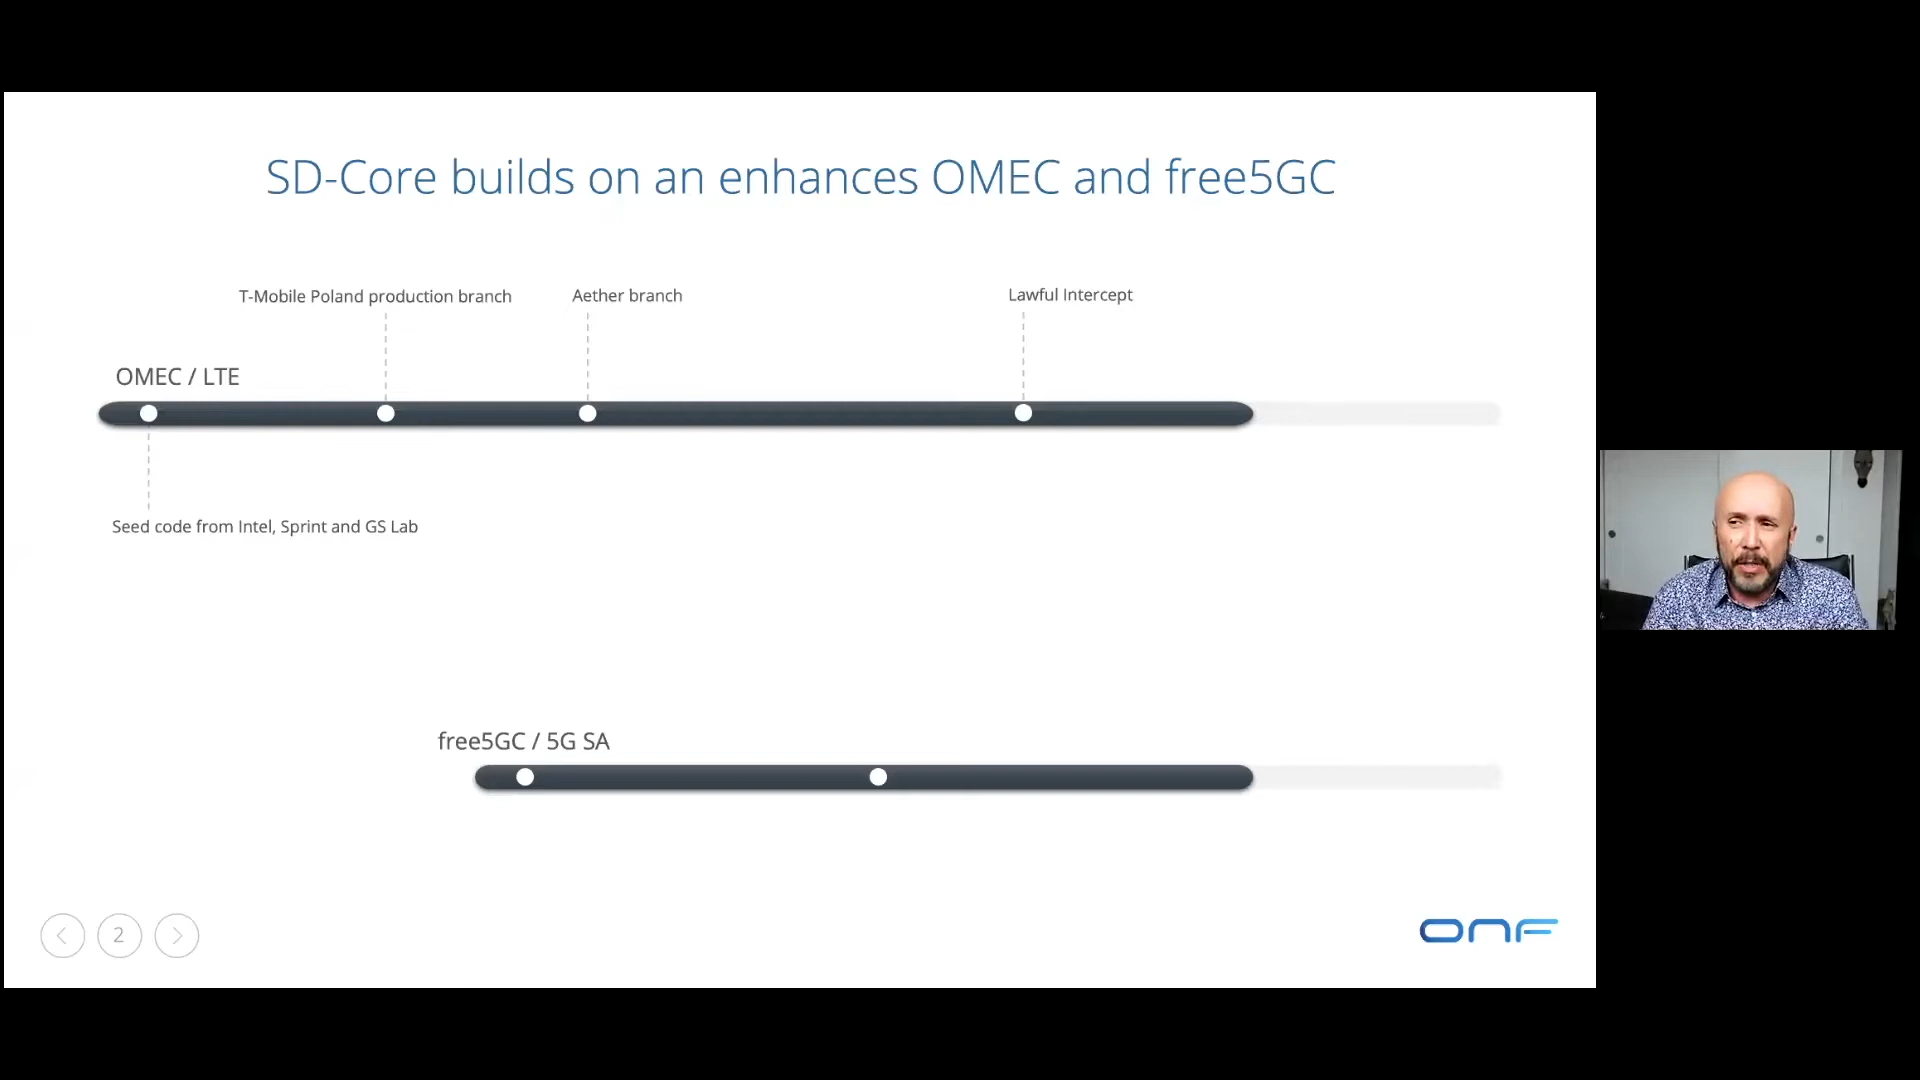 SD-Core builds on an enhances OMEC and free5GC
T-Mobile Poland production branch
Aether branch
Lawful Intercept
OMEC / LTE
Seed code from Intel, Sprint and GS Lab
free5GC / 5G SA
2
ONF